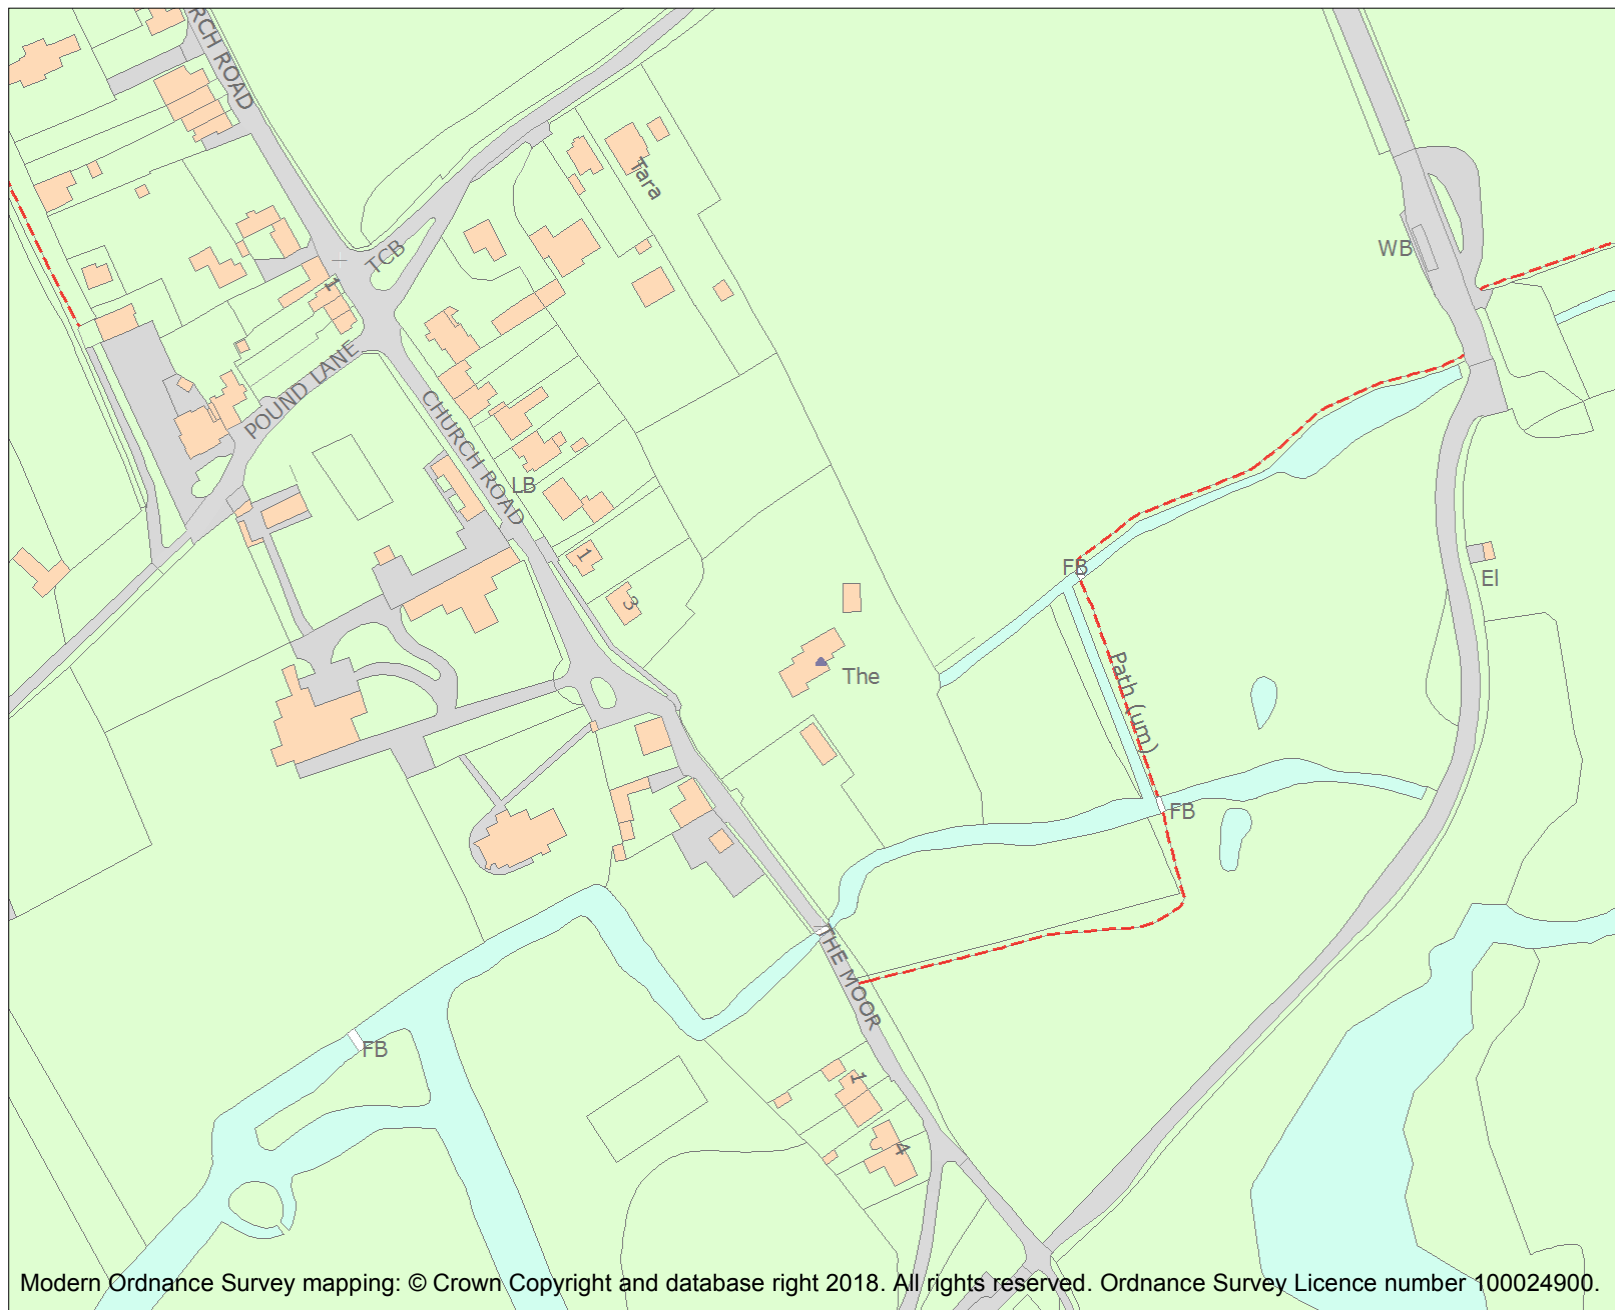 RCH ROAD
Tara
TCB
WB
1
POUND LANE
CHURCH ROAD
LB
1
3
FB
El
The
Path (um)
FB
THE MOOR
FB
1
4
Modern Ordnance Survey mapping: © Crown Copyright and database right 2018. All rights reserved. Ordnance Survey Licence number 100024900.